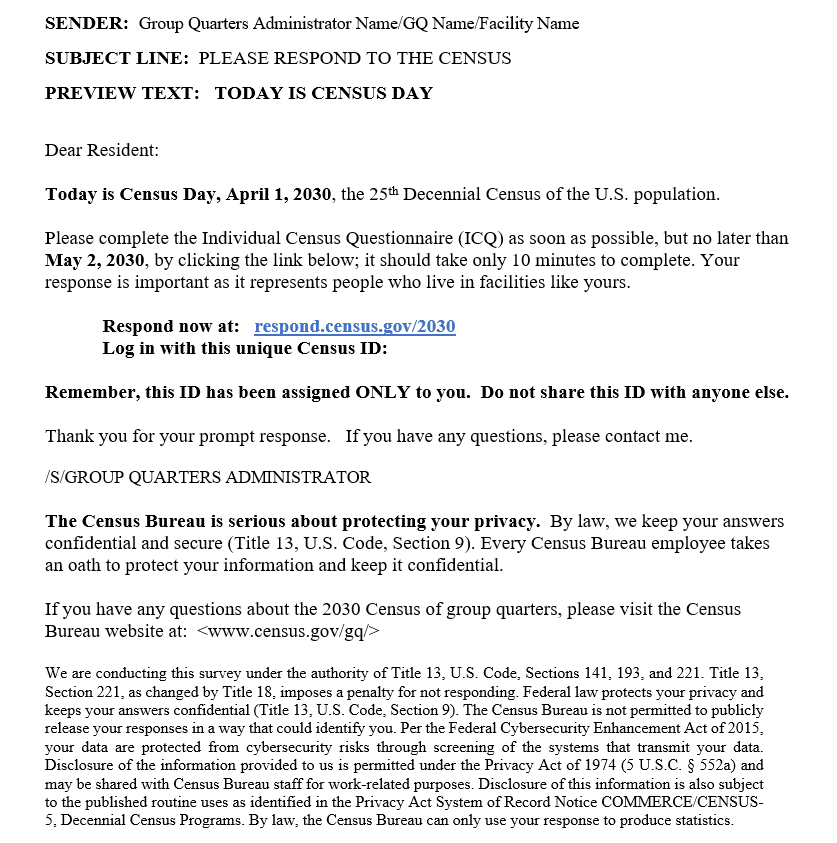 SENDER: Group Quarters Administrator Name/GQ Name/Facility Name
SUBJECT LINE: PLEASE RESPOND TO THE CENSUS
PREVIEW TEXT: TODAY IS CENSUS DAY
Dear Resident:
Today is Census Day, April 1, 2030, the 25th Decennial Census of the U.S. population.
Please complete the Individual Census Questionnaire (ICQ) as soon as possible, but no later than
May 2, 2030, by clicking the link below; it should take only 10 minutes to complete. Your
response is important as it represents people who live in facilities like yours.
Respond now at: respond.census.gov/2030
Log in with this unique Census ID:
Remember, this ID has been assigned ONLY to you. Do not share this ID with anyone else.
Thank you for your prompt response. If you have any questions, please contact me.
/S/GROUP QUARTERS ADMINISTRATOR
The Census Bureau is serious about protecting your privacy. By law, we keep your answers
confidential and secure (Title 13, U.S. Code, Section 9). Every Census Bureau employee takes
an oath to protect your information and keep it confidential.
If you have any questions about the 2030 Census of group quarters, please visit the Census
Bureau website at: <www.census.gov/gq/>
We are conducting this survey under the authority of Title 13, U.S. Code, Sections 141, 193, and 221. Title 13,
Section 221, as changed by Title 18, imposes a penalty for not responding. Federal law protects your privacy and
keeps your answers confidential (Title 13, U.S. Code, Section 9). The Census Bureau is not permitted to publicly
release your responses in a way that could identify you. Per the Federal Cybersecurity Enhancement Act of 2015,
your data are protected from cybersecurity risks through screening of the systems that transmit your data.
Disclosure of the information provided to us is permitted under the Privacy Act of 1974 (5 U.S.C. § 552a) and
may be shared with Census Bureau staff for work-related purposes. Disclosure of this information is also subject
to the published routine uses as identified in the Privacy Act System of Record Notice COMMERCE/CENSUS-
5, Decennial Census Programs. By law, the Census Bureau can only use your response to produce statistics.